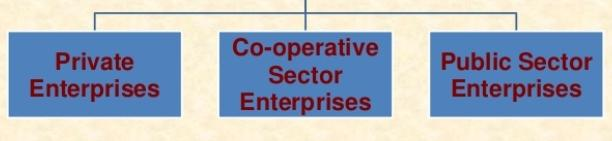 Private
Enterprises
Co-operative
Sector
Enterprises
Public Sector
Enterprises